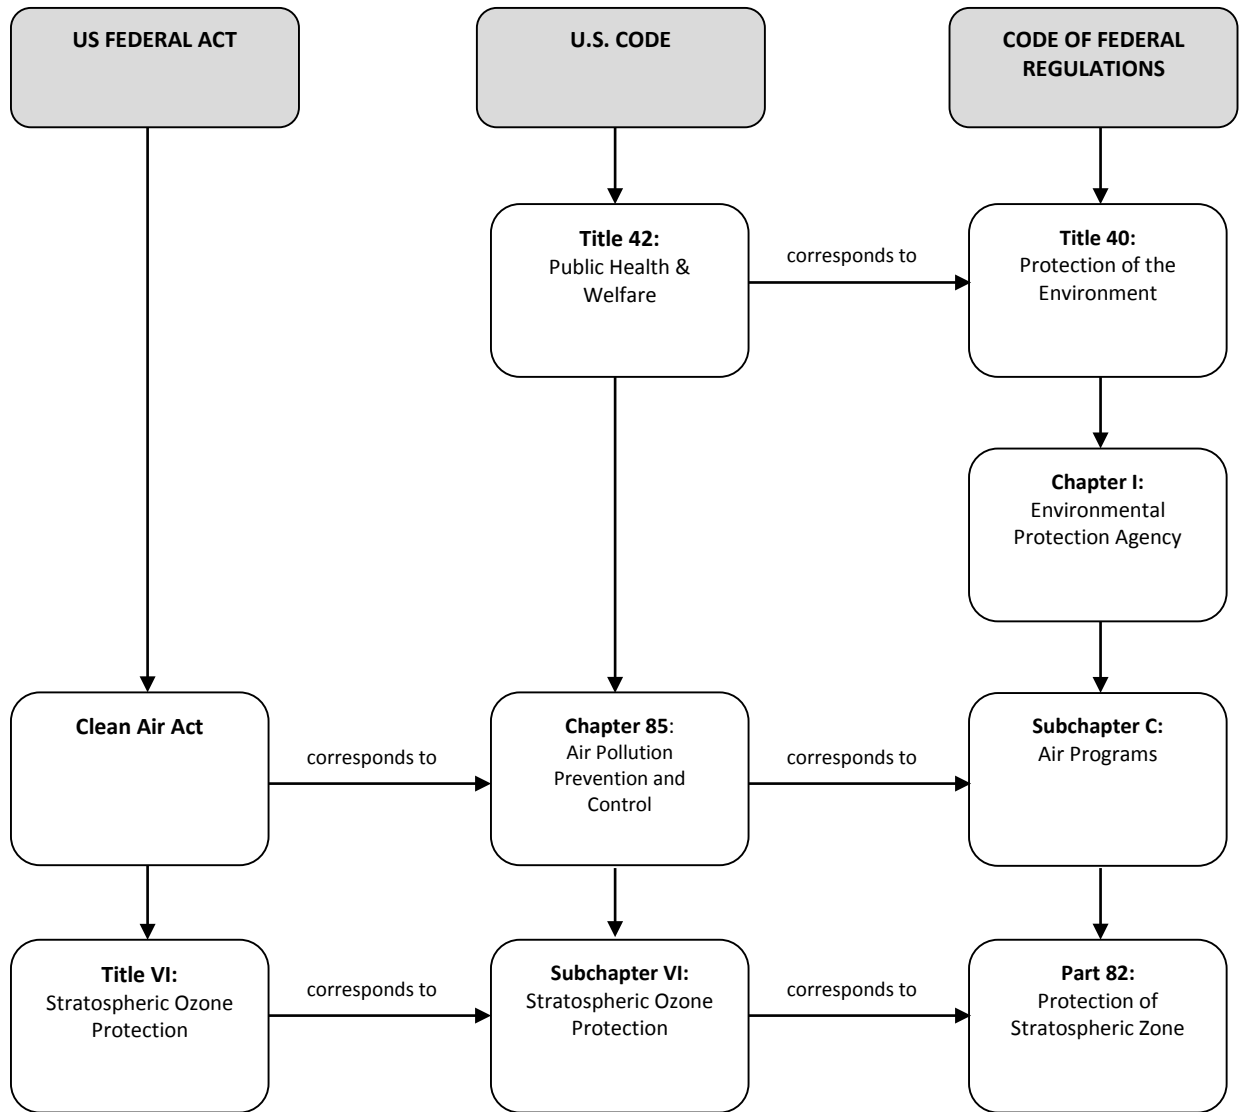 US FEDERAL ACT
U.S. CODE
CODE OF FEDERAL
REGULATIONS
Title 42:
Public Health &
Welfare
corresponds to
Title 40:
Protection of the
Environment
Chapter I:
Environmental
Protection Agency
Clean Air Act
corresponds to
Chapter 85:
Air Pollution
Prevention and
Control
corresponds to
Subchapter C:
Air Programs
Title VI:
Stratospheric Ozone
Protection
corresponds to
Subchapter VI:
Stratospheric Ozone
Protection
corresponds to
Part 82:
Protection of
Stratospheric Zone